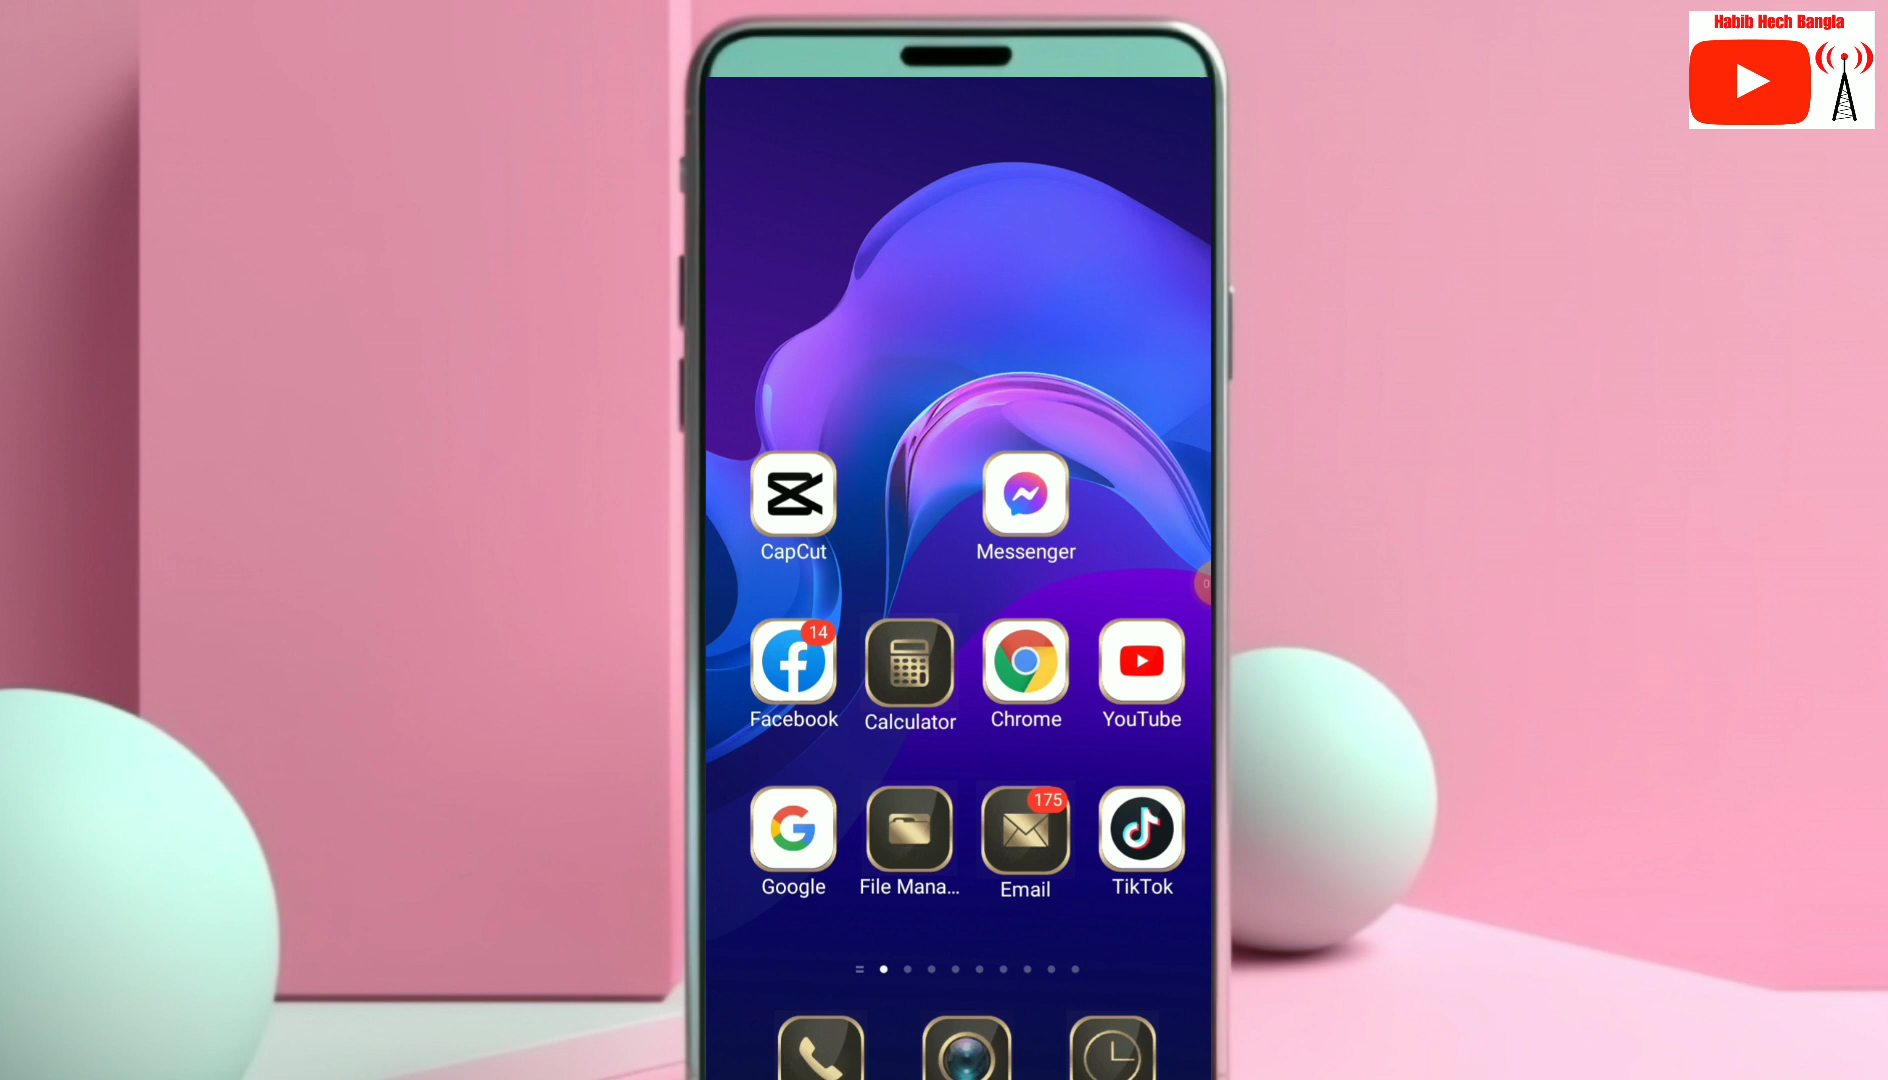 Habib Hech Bangla
CapCut
Messenger
14
Facebook
Calculator
Chrome
YouTube
175
Google
File Mana...
Email
TikTok